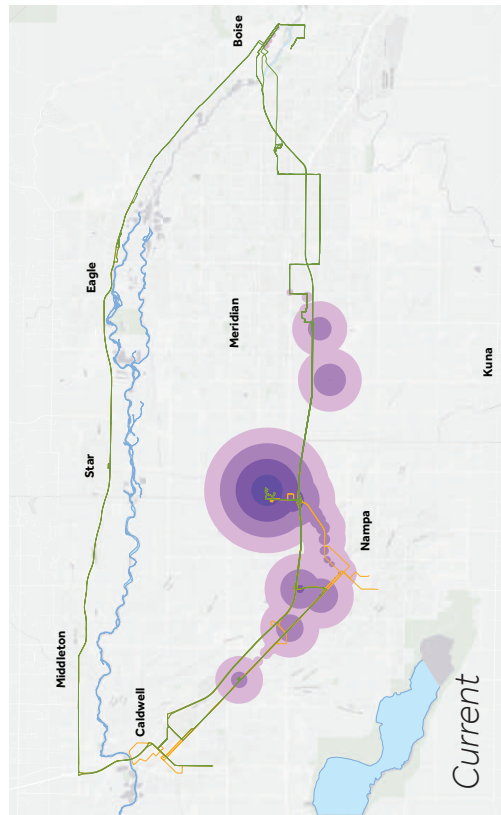 Boise
Eagle
Meridian
Kuna
Star
Nampa
Middleton
Caldwell
Current